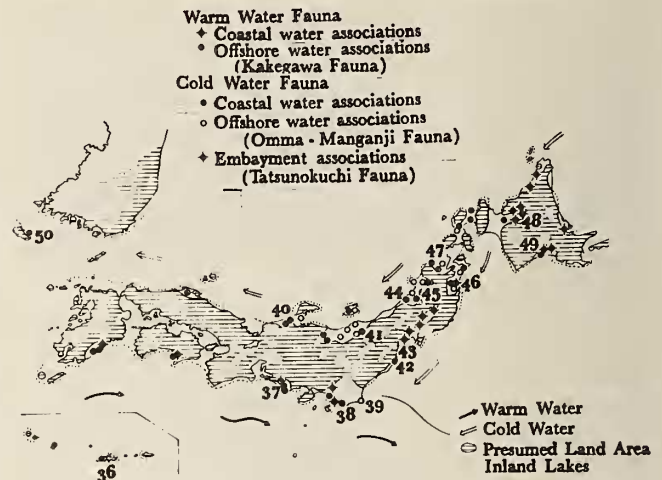 Warm Water Fauna
✦ Coastal water associations
• Offshore water associations
(Kakegawa Fauna)
Cold Water Fauna
• Coastal water associations
○ Offshore water associations
(Omma - Manganji Fauna)
✦ Embayment associations
(Tatsunokuchi Fauna)
50
48
49
47
46
44
45
40
41
43
42
37
38
39
36
Warm Water
Cold Water
Presumed Land Area
Inland Lakes